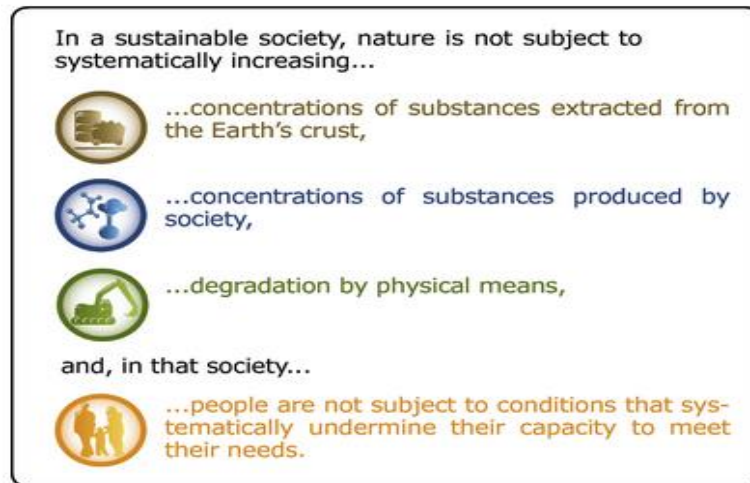 In a sustainable society, nature is not subject to
systematically increasing...
...concentrations of substances extracted from
the Earth's crust,
...concentrations of substances produced by
society,
...degradation by physical means,
and, in that society...
...people are not subject to conditions that sys-
tematically undermine their capacity to meet
their needs.